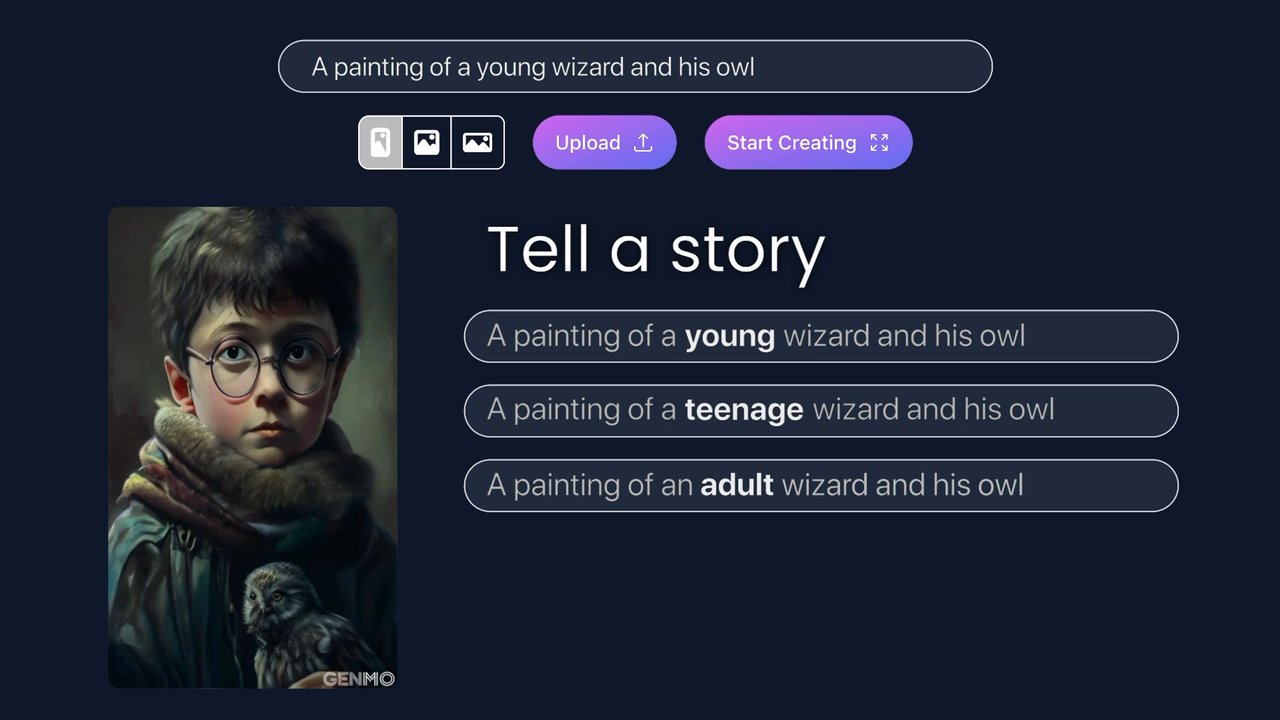 A painting of a young wizard and his owl
Upload
Start Creating
Tell a story
A painting of a young wizard and his owl
A painting of a teenage wizard and his owl
A painting of an adult wizard and his owl
GENMO